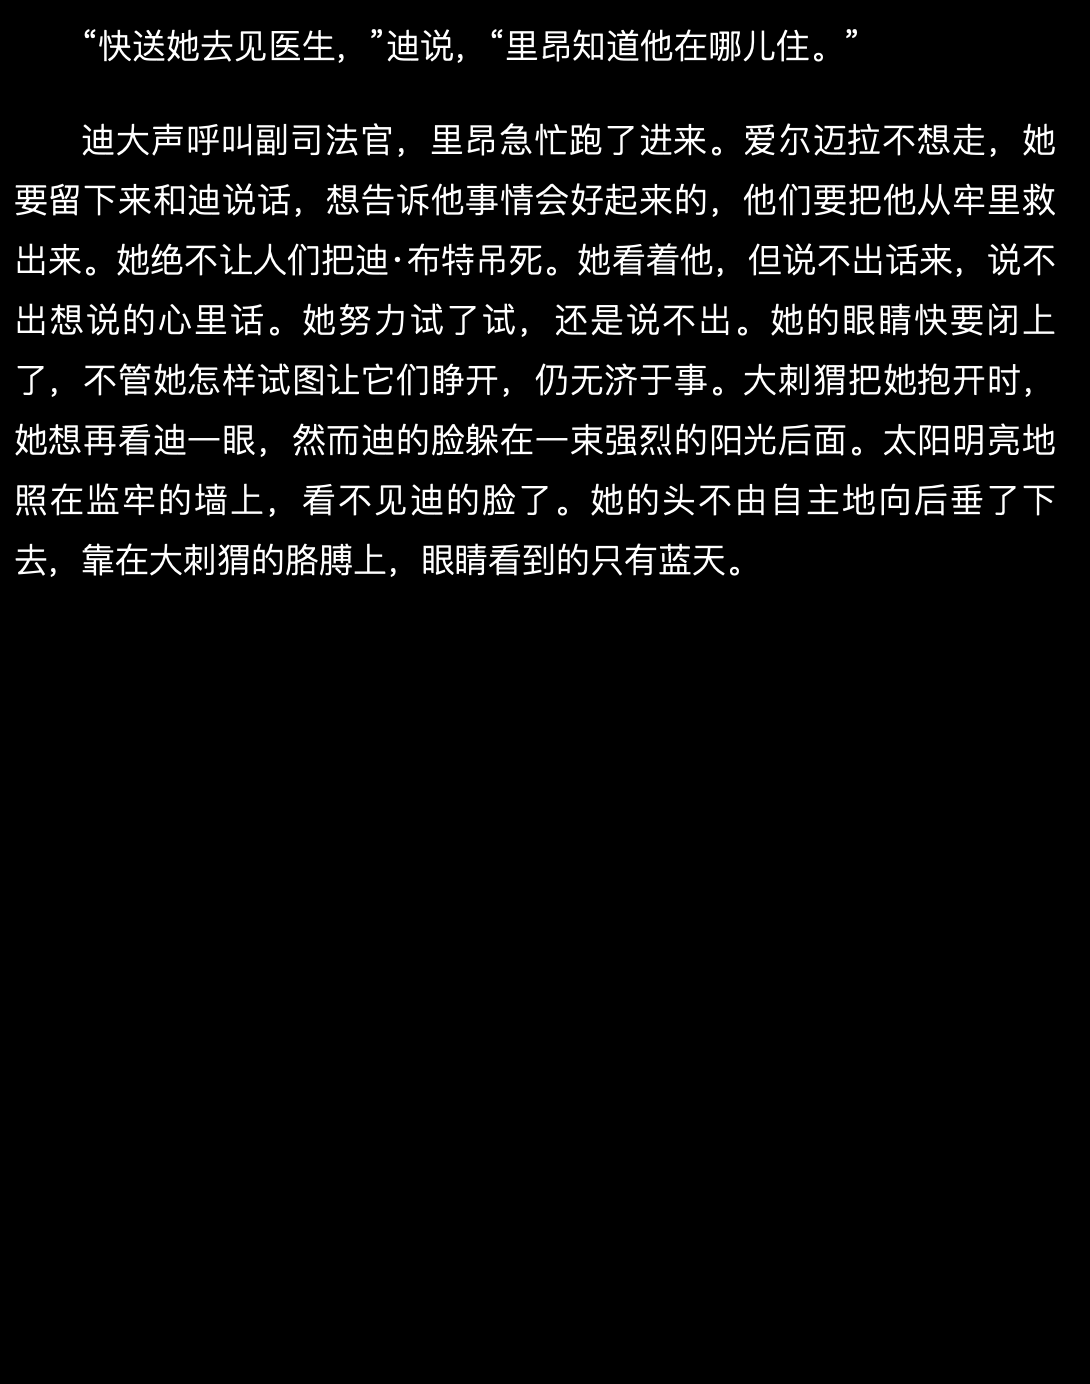 “快送她去见医生，”迪说，“里昂知道他在哪儿住。”
迪大声呼叫副司法官，里昂急忙跑了进来。爱尔迈拉不想走，她
要留下来和迪说话，想告诉他事情会好起来的，他们要把他从牢里救
出来。她绝不让人们把迪·布特吊死。她看着他，但说不出话来，说不
出想说的心里话。她努力试了试，还是说不出。她的眼睛快要闭上
了，不管她怎样试图让它们睁开，仍无济于事。大刺猬把她抱开时，
她想再看迪一眼，然而迪的脸躲在一束强烈的阳光后面。太阳明亮地
照在监牢的墙上，看不见迪的脸了。她的头不由自主地向后垂了下
去，靠在大刺猬的胳膊上，眼睛看到的只有蓝天。